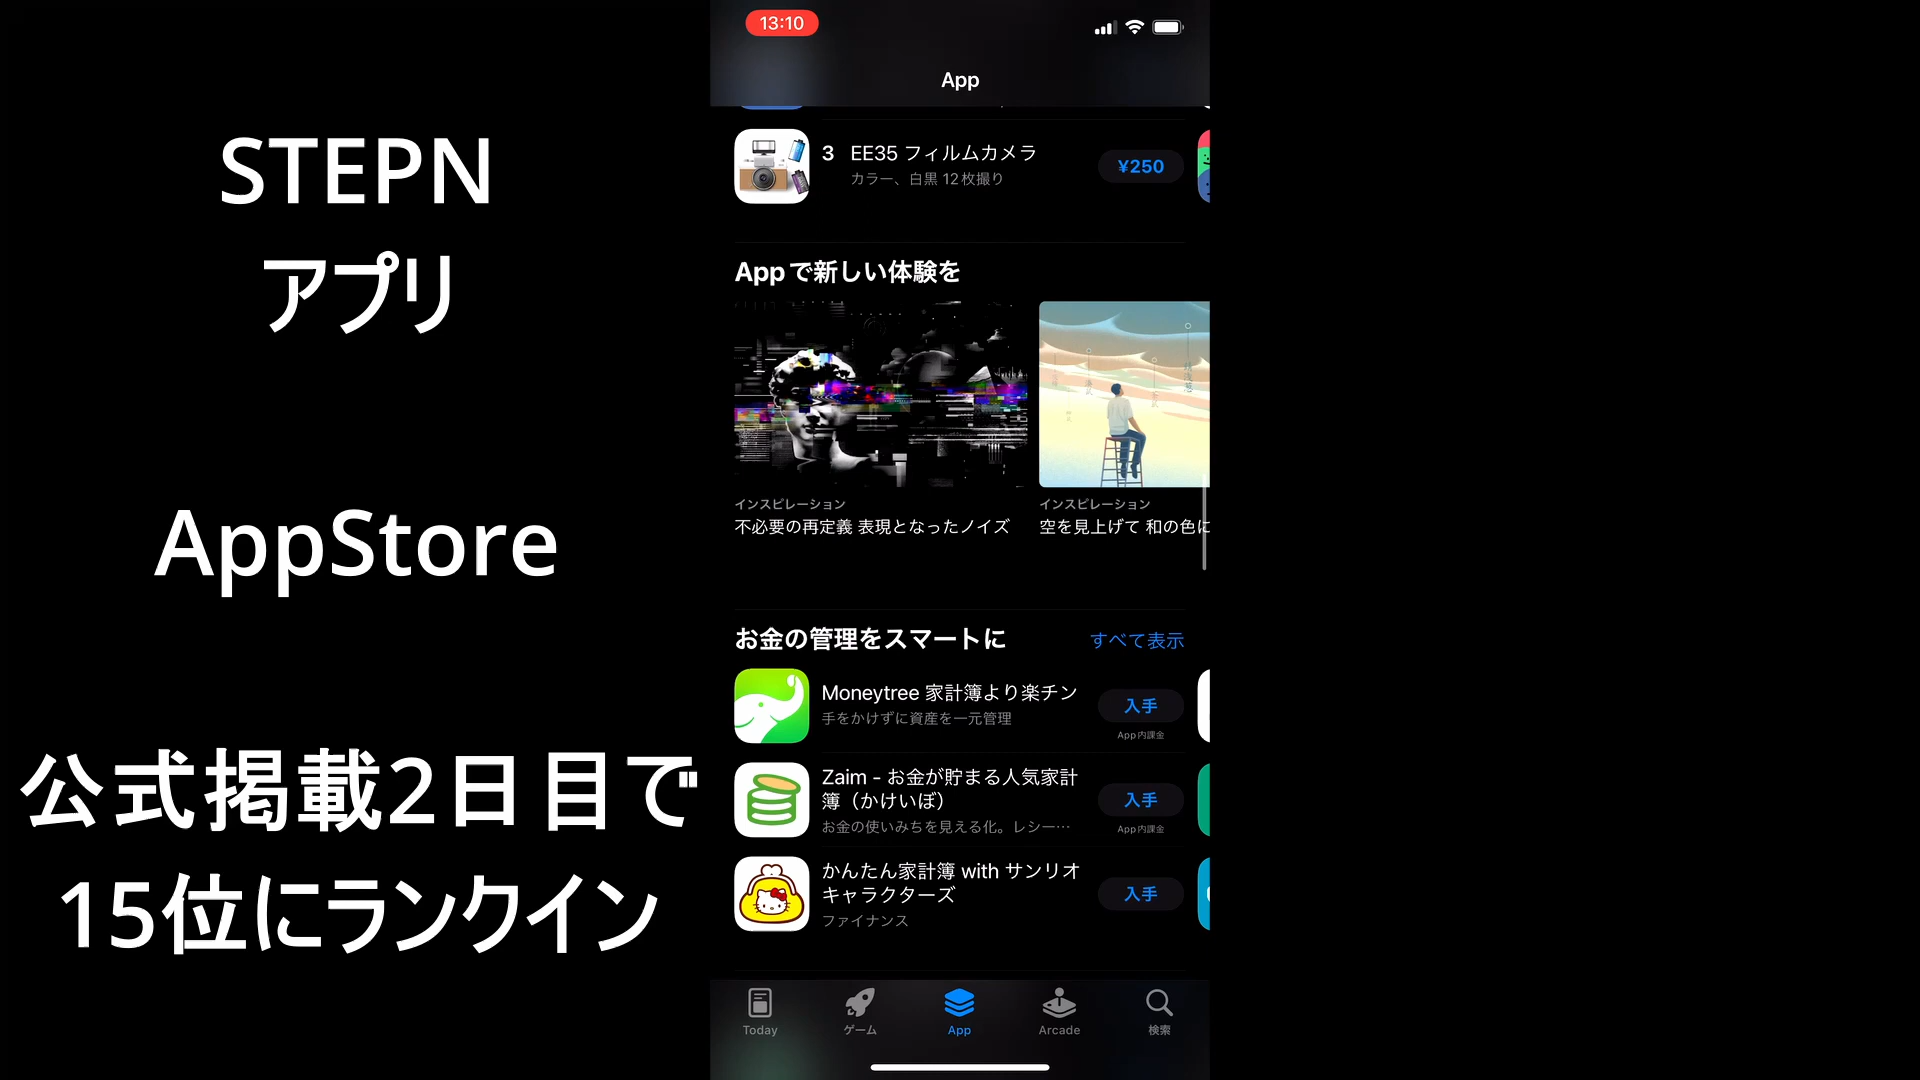 STEPN
アプリ
AppStore
公式掲載2日目で
15位にランクイン
13:10
App
3 EE35 フィルムカメラ
カラー、白黒 12枚撮り
¥250
Appで新しい体験を
インスピレーション
不必要の再定義 表現となったノイズ
インスピレーション
空を見上げて 和の色に
お金の管理をスマートに
すべて表示
Moneytree 家計簿より楽チン
手をかけずに資産を一元管理
入手
App内課金
Zaim - お金が貯まる人気家計
簿（かけいぼ）
お金の使いみちを見える化。レシー…
入手
App内課金
かんたん家計簿 with サンリオ
キャラクターズ
ファイナンス
入手
Today
ゲーム
App
Arcade
検索